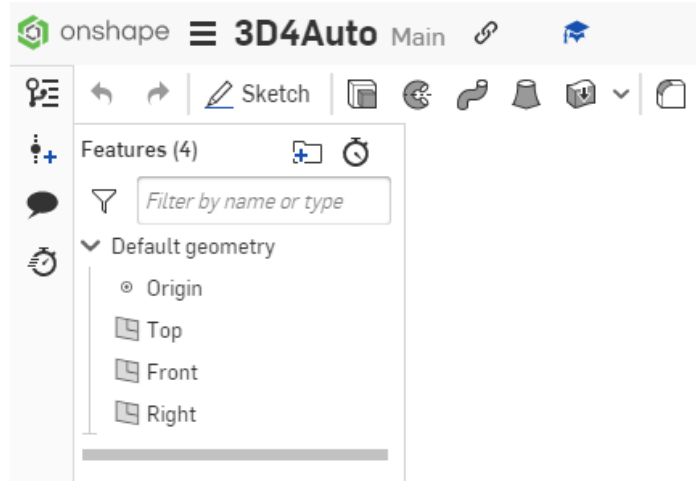 onshape 3D4Auto Main
Sketch
Features (4)
Filter by name or type
Default geometry
Origin
Top
Front
Right